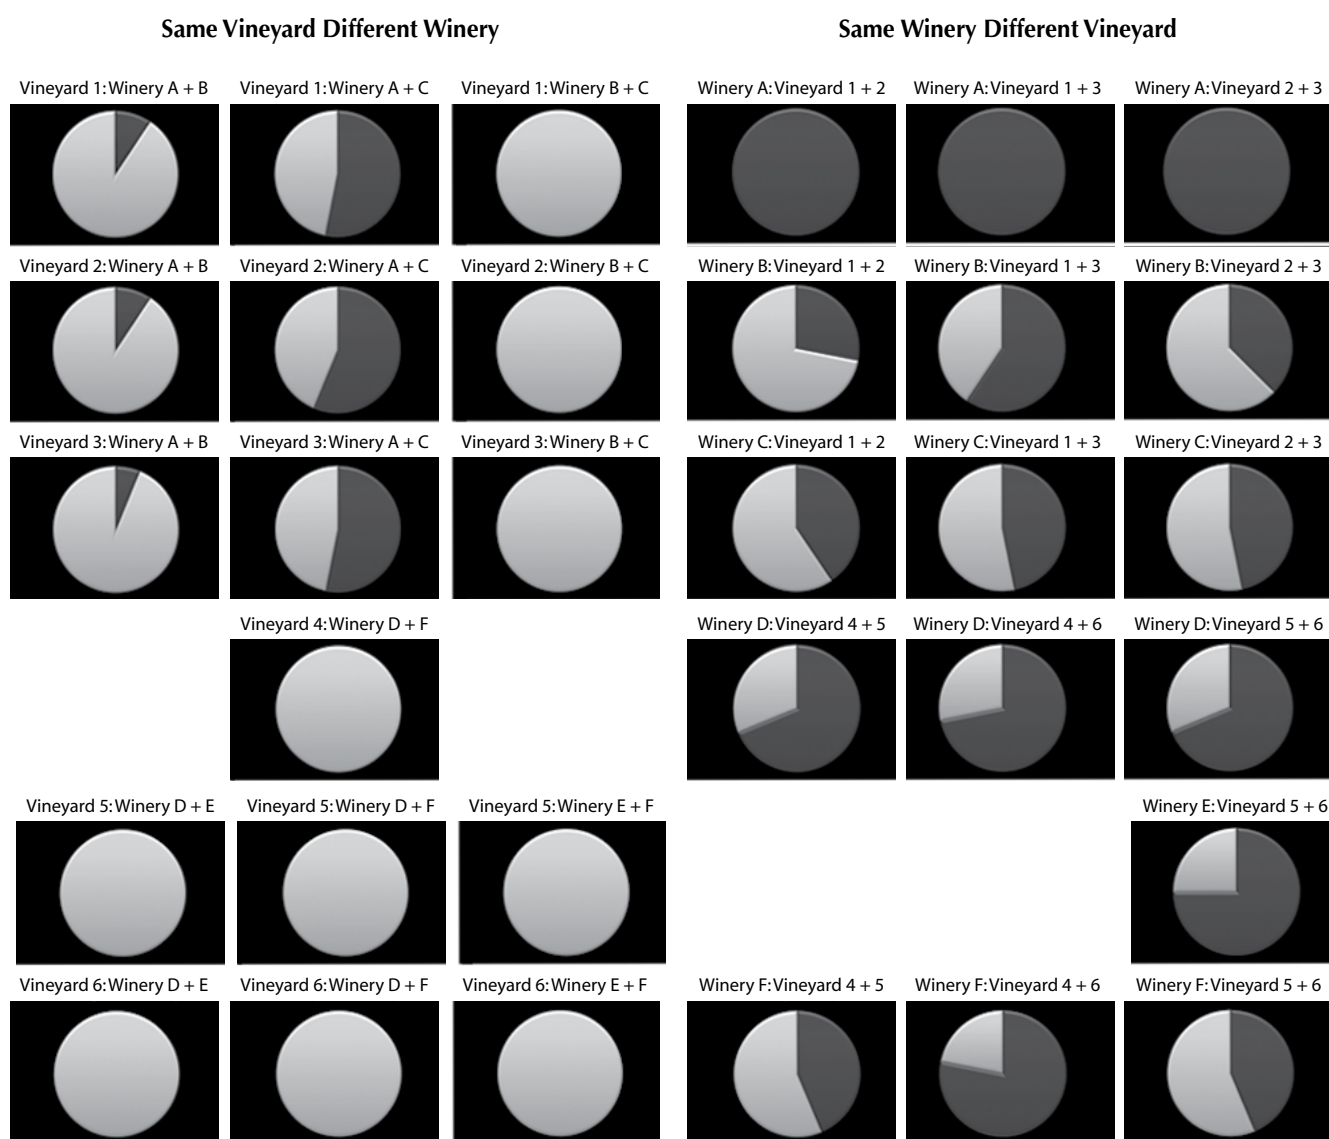 Same Vineyard Different Winery
Same Winery Different Vineyard
Vineyard 1: Winery A + B
Vineyard 1: Winery A + C
Vineyard 1: Winery B + C
Winery A: Vineyard 1 + 2
Winery A: Vineyard 1 + 3
Winery A: Vineyard 2 + 3
Vineyard 2: Winery A + B
Vineyard 2: Winery A + C
Vineyard 2: Winery B + C
Winery B: Vineyard 1 + 2
Winery B: Vineyard 1 + 3
Winery B: Vineyard 2 + 3
Vineyard 3: Winery A + B
Vineyard 3: Winery A + C
Vineyard 3: Winery B + C
Winery C: Vineyard 1 + 2
Winery C: Vineyard 1 + 3
Winery C: Vineyard 2 + 3
Vineyard 4: Winery D + F
Winery D: Vineyard 4 + 5
Winery D: Vineyard 4 + 6
Winery D: Vineyard 5 + 6
Vineyard 5: Winery D + E
Vineyard 5: Winery D + F
Vineyard 5: Winery E + F
Winery E: Vineyard 5 + 6
Vineyard 6: Winery D + E
Vineyard 6: Winery D + F
Vineyard 6: Winery E + F
Winery F: Vineyard 4 + 5
Winery F: Vineyard 4 + 6
Winery F: Vineyard 5 + 6